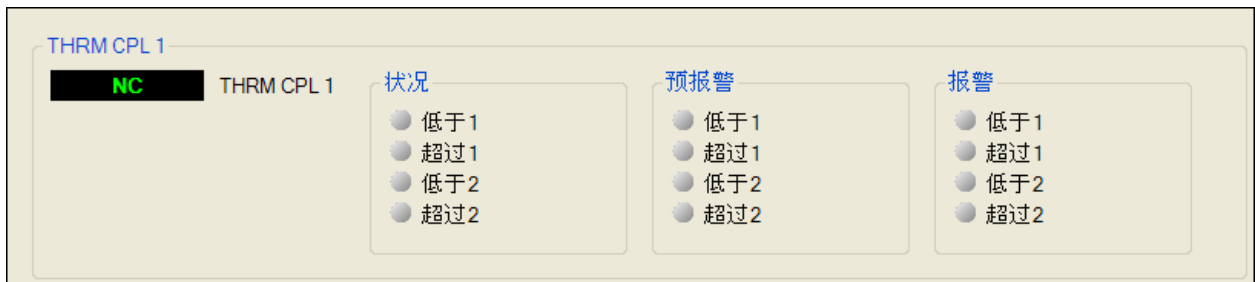 THRM CPL 1
NC THRM CPL 1
状况
低于1
超过1
低于2
超过2
预报警
低于1
超过1
低于2
超过2
报警
低于1
超过1
低于2
超过2